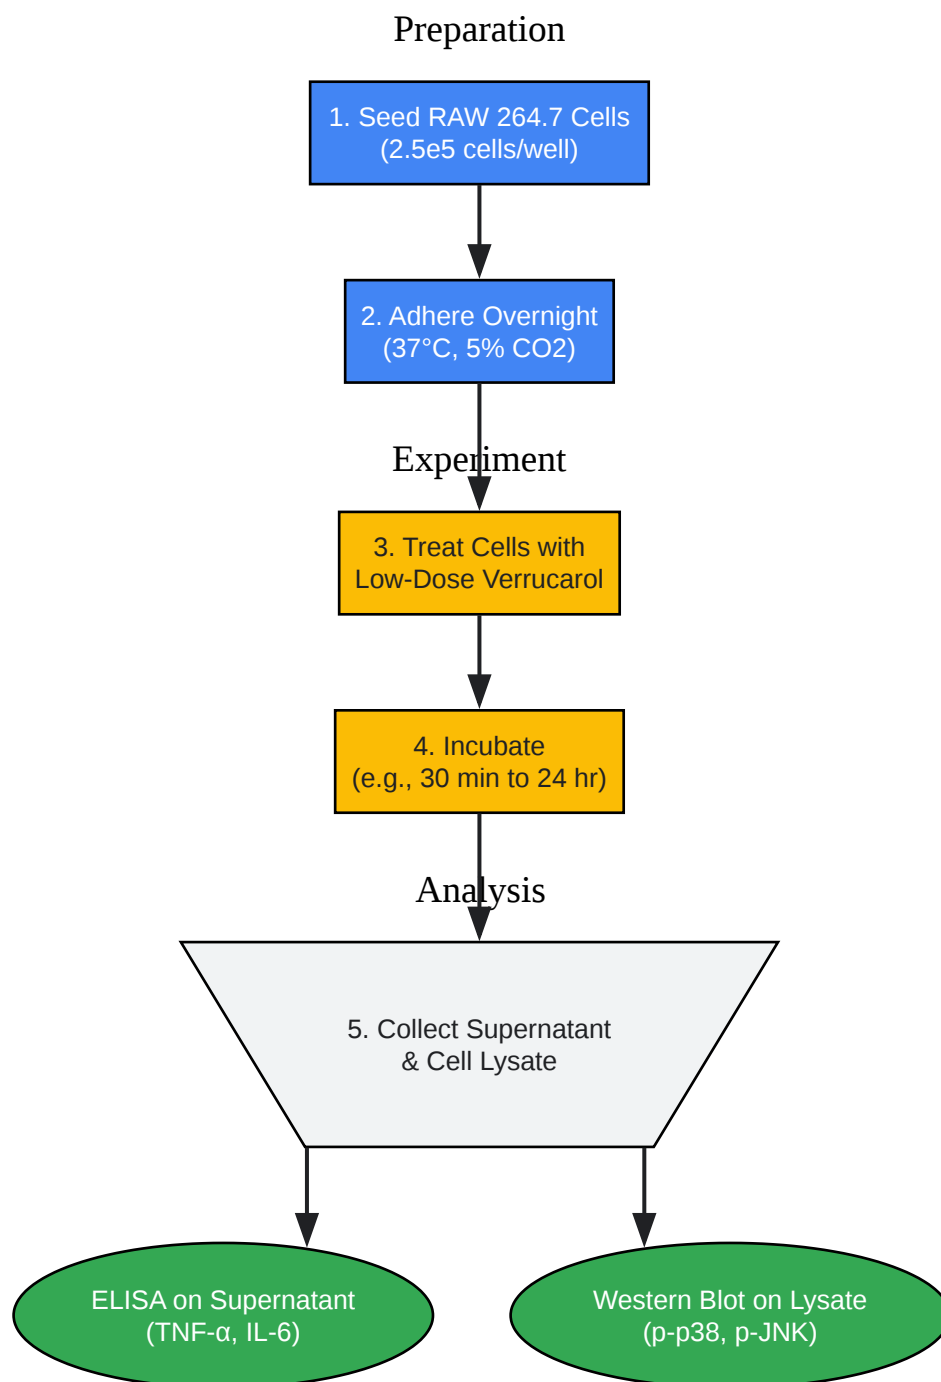 Preparation
1. Seed RAW 264.7 Cells
(2.5e5 cells/well)
2. Adhere Overnight
(37°C, 5% CO2)
Experiment
3. Treat Cells with
Low-Dose Verrucarol
4. Incubate
(e.g., 30 min to 24 hr)
Analysis
5. Collect Supernatant
& Cell Lysate
ELISA on Supernatant
(TNF-α, IL-6)
Western Blot on Lysate
(p-p38, p-JNK)